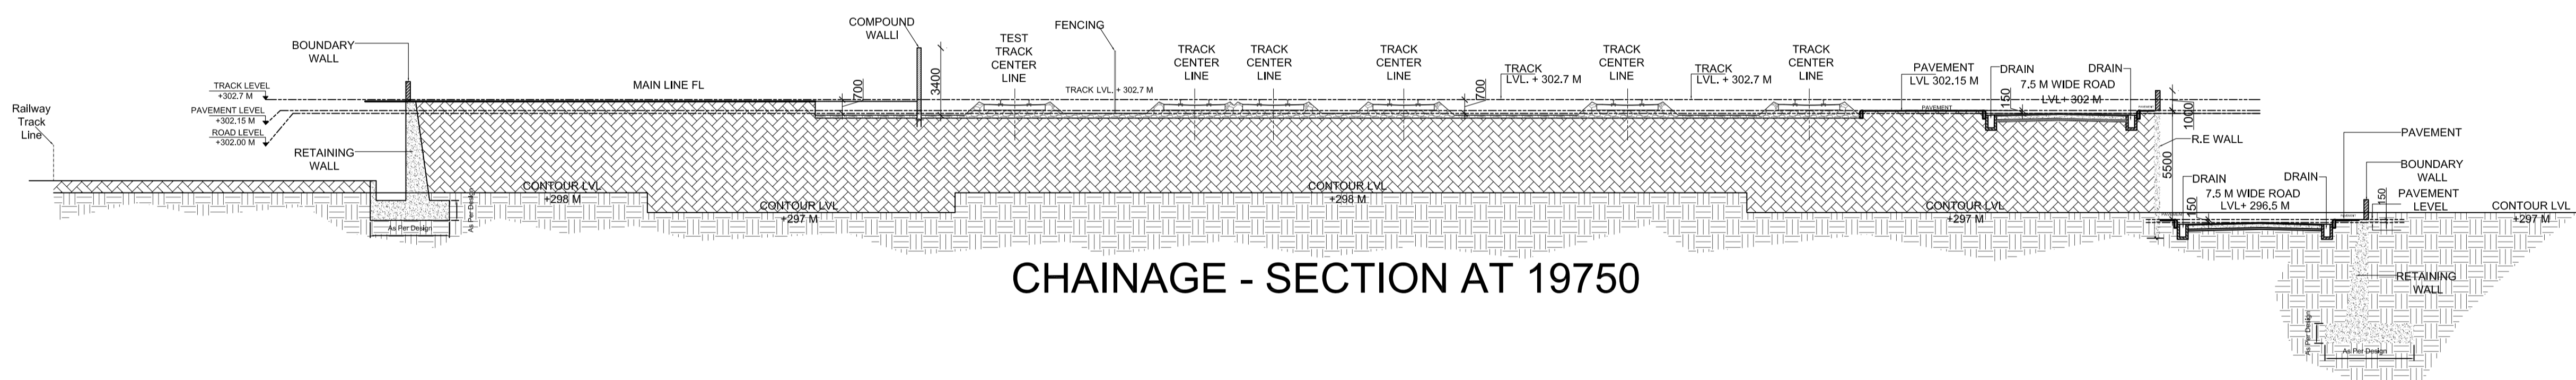 Railway
Track
Line
TRACK LEVEL
+302.7 M
PAVEMENT LEVEL
+302.15 M
ROAD LEVEL
+302.00 M
BOUNDARY
WALL
RETAINING
WALL
As Per Design
As Per Design
MAIN LINE FL
CONTOUR LVL
+298 M
CONTOUR LVL
+297 M
700
COMPOUND
WALLI
3400
TEST
TRACK
CENTER
LINE
FENCING
TRACK LVL. + 302.7 M
TRACK
CENTER
LINE
TRACK
CENTER
LINE
TRACK
CENTER
LINE
CONTOUR LVL
+298 M
700
TRACK
LVL. + 302.7 M
TRACK
CENTER
LINE
TRACK
LVL. + 302.7 M
TRACK
CENTER
LINE
PAVEMENT
LVL 302.15 M
PAVEMENT
DRAIN
DRAIN
7.5 M WIDE ROAD
LVL+ 302 M
150
PAVEMENT
1000
R.E WALL
5500
CONTOUR LVL
+297 M
PAVEMENT
DRAIN
DRAIN
7.5 M WIDE ROAD
LVL+ 296.5 M
150
PAVEMENT
PAVEMENT
BOUNDARY
WALL
150
PAVEMENT
LEVEL
CONTOUR LVL
+297 M
RETAINING
WALL
As Per Design
As Per Design
CHAINAGE - SECTION AT 19750